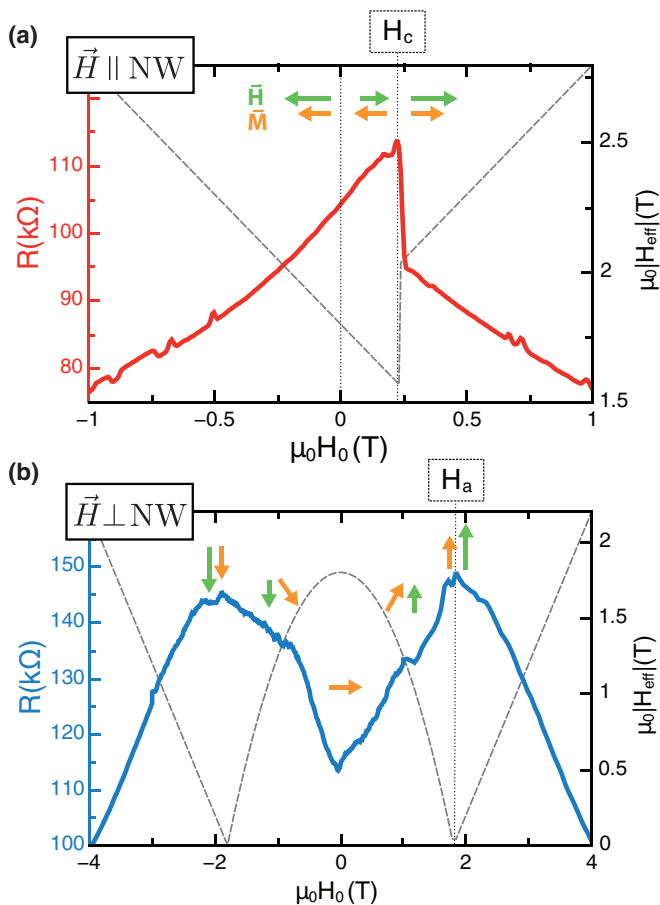 (a)
H⃗ ∥ NW
H_c
H⃗
M⃗
110
100
90
80
R(kΩ)
2.5
2
1.5
μ₀|H_eff|(T)
−1
−0.5
0
0.5
1
μ₀H₀(T)
(b)
H⃗ ⊥ NW
H_a
150
140
130
120
110
100
R(kΩ)
2
1.5
1
0.5
0
μ₀|H_eff|(T)
−4
−2
0
2
4
μ₀H₀(T)